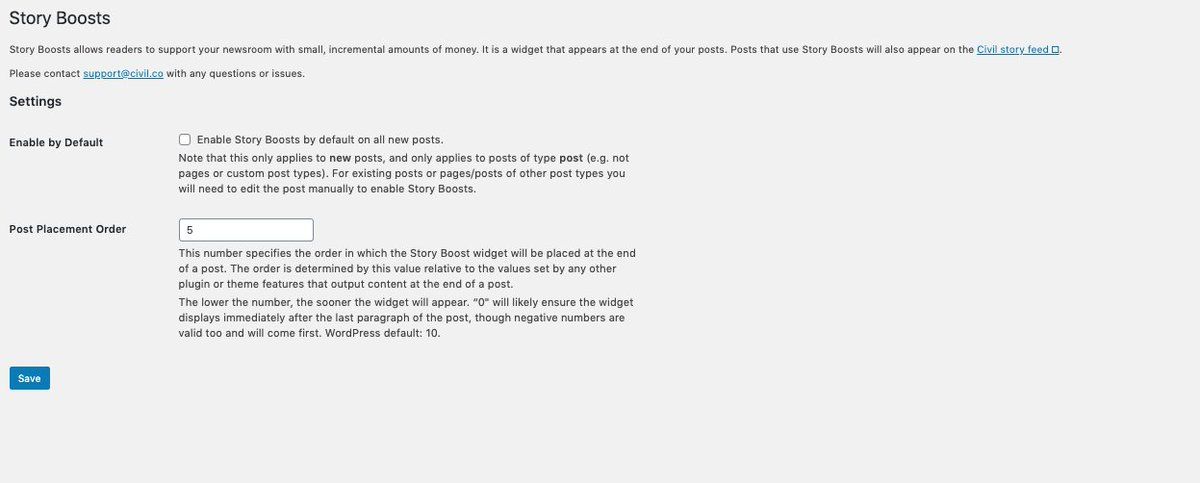 Story Boosts
Story Boosts allows readers to support your newsroom with small, incremental amounts of money. It is a widget that appears at the end of your posts. Posts that use Story Boosts will also appear on the Civil story feed.
Please contact support@civil.co with any questions or issues.
Settings
Enable by Default
Enable Story Boosts by default on all new posts.
Note that this only applies to new posts, and only applies to posts of type post (e.g. not
pages or custom post types). For existing posts or pages/posts of other post types you
will need to edit the post manually to enable Story Boosts.
Post Placement Order
5
This number specifies the order in which the Story Boost widget will be placed at the end
of a post. The order is determined by this value relative to the values set by any other
plugin or theme features that output content at the end of a post.
The lower the number, the sooner the widget will appear. "0" will likely ensure the widget
displays immediately after the last paragraph of the post, though negative numbers are
valid too and will come first. WordPress default: 10.
Save